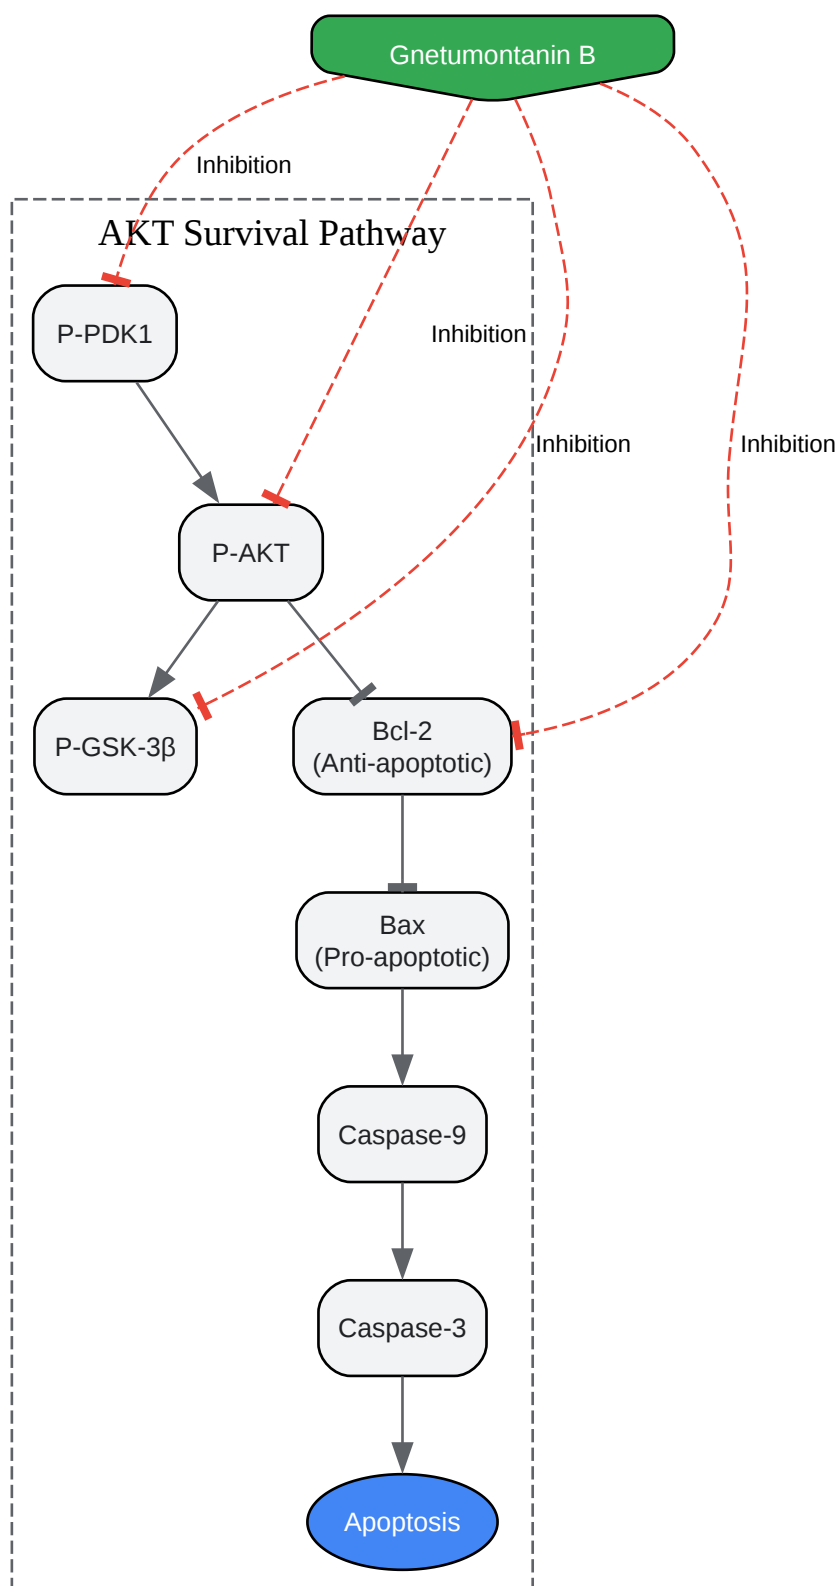 Gnetumontanin B
Inhibition
AKT Survival Pathway
P-PDK1
Inhibition
Inhibition
Inhibition
P-AKT
P-GSK-3β
Bcl-2
(Anti-apoptotic)
Bax
(Pro-apoptotic)
Caspase-9
Caspase-3
Apoptosis